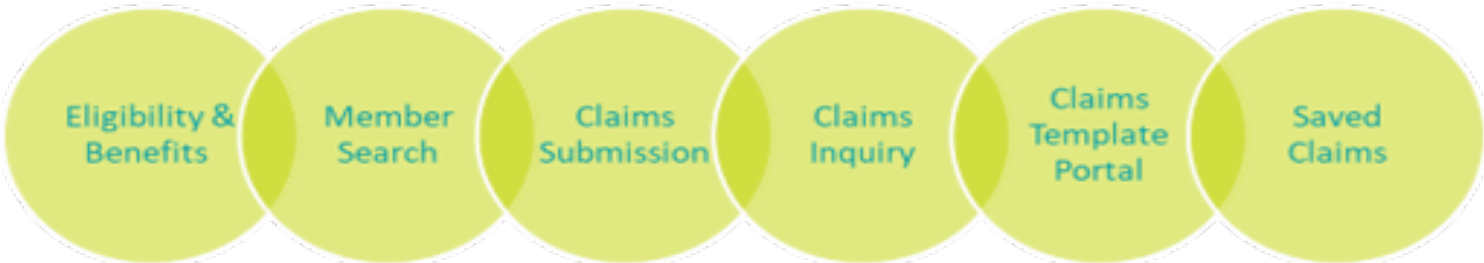 Eligibility &
Benefits
Member
Search
Claims
Submission
Claims
Inquiry
Claims
Template
Portal
Saved
Claims